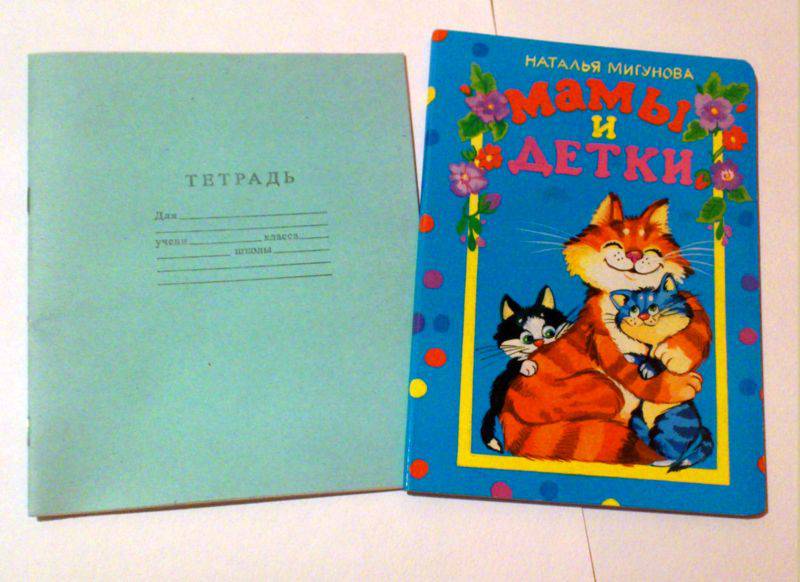 ТЕТРАДЬ
Для
учени класса
школы
НАТАЛЬЯ МИГУНОВА
МАМЫ
И
ДЕТКИ